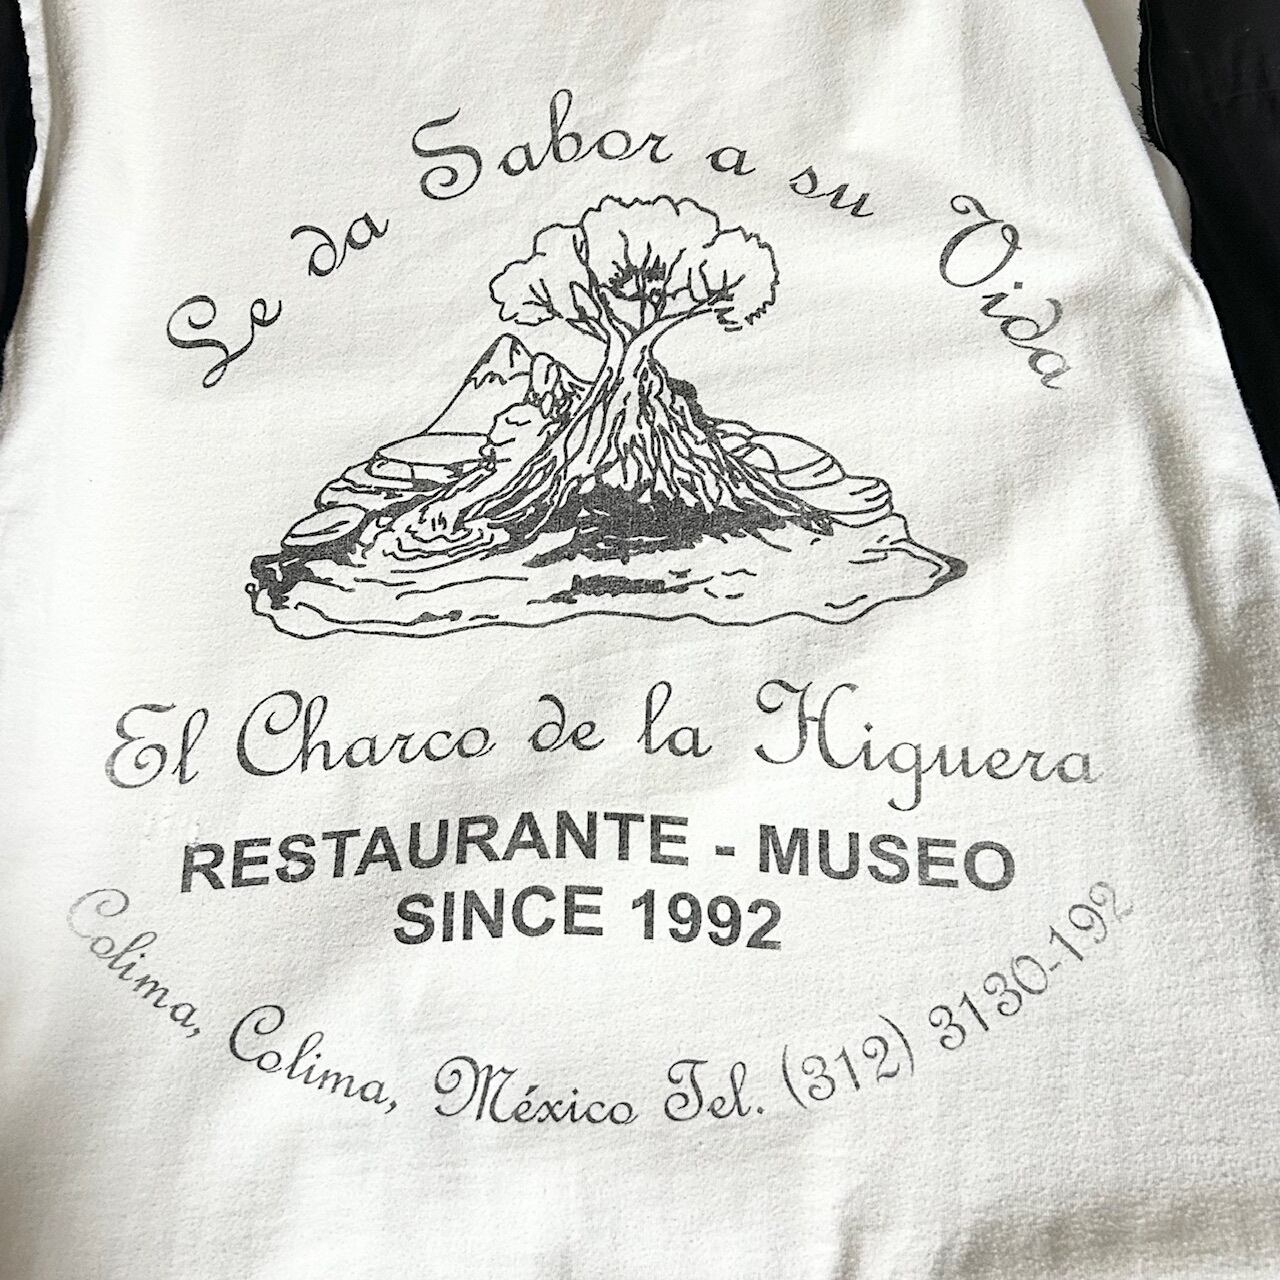 Le da Sabor a su Vida
El Charco de la Higuera
RESTAURANTE - MUSEO
SINCE 1992
Colima, Colima, México Tel. (312) 3130-192